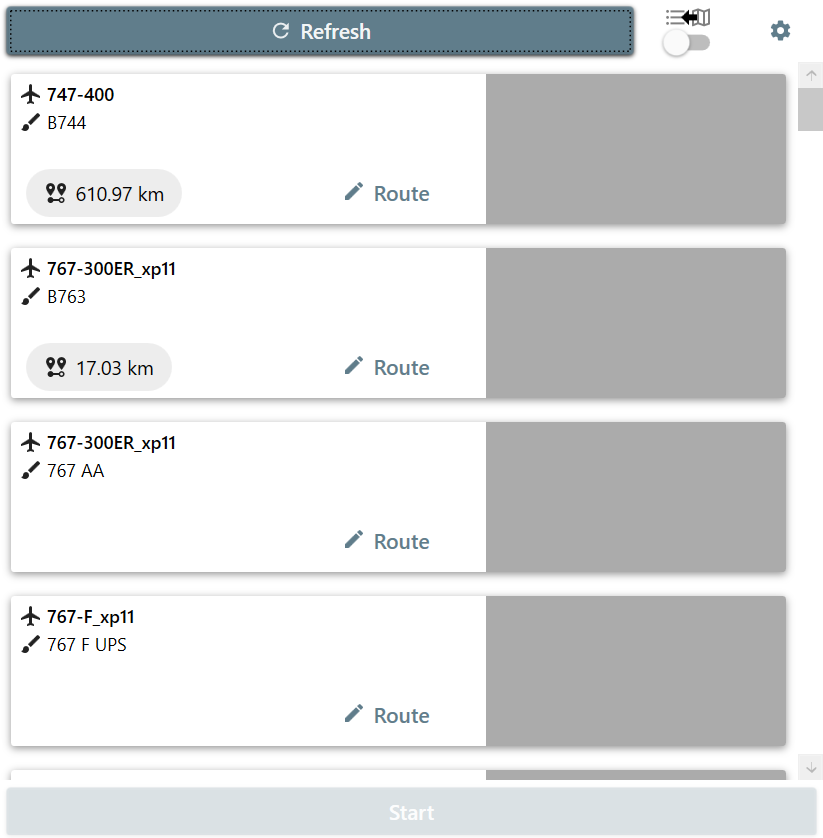 Refresh
747-400
B744
610.97 km
Route
767-300ER_xp11
B763
17.03 km
Route
767-300ER_xp11
767 AA
Route
767-F_xp11
767 F UPS
Route
Start